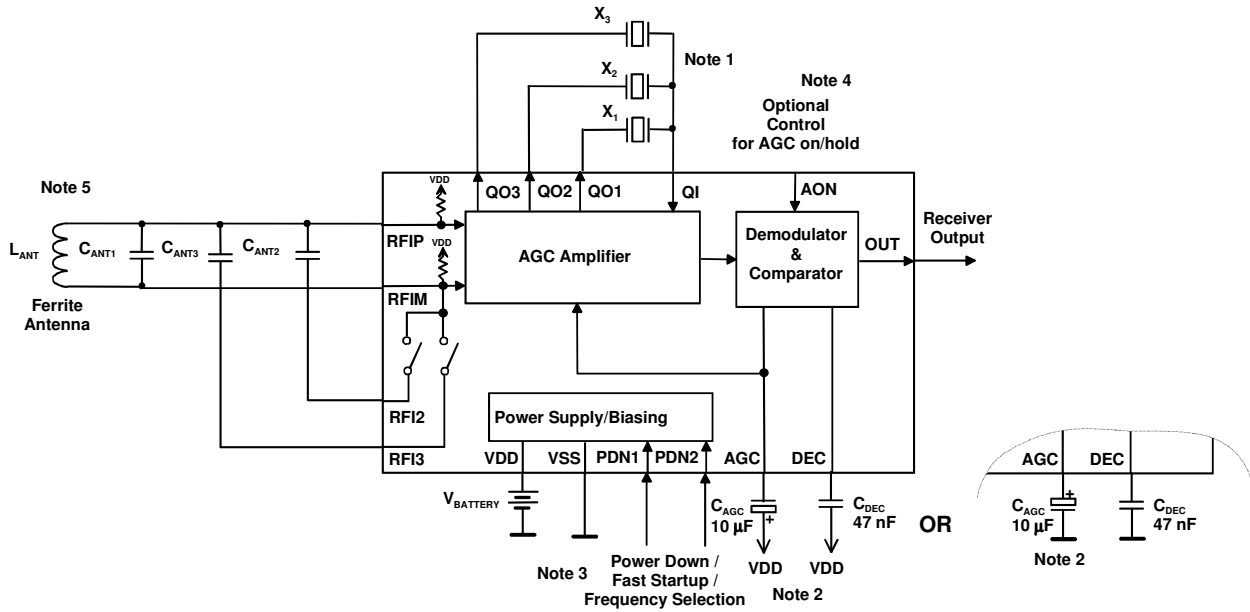 X3
Note 1
X2
Note 4
X1
Optional
Control
for AGC on/hold
Note 5
VDD
QO3
QO2
QO1
QI
AON
LANT
CANT1
CANT3
CANT2
RFIP
VDD
AGC Amplifier
Demodulator
&
Comparator
OUT
Receiver
Output
RFIM
Ferrite
Antenna
RFI2
Power Supply/Biasing
RFI3
VDD
VSS
PDN1
PDN2
AGC
DEC
VBATTERY
CAGC
10 µF
+
CDEC
47 nF
OR
AGC
DEC
+
CAGC
10 µF
CDEC
47 nF
Note 2
Note 3
Power Down /
Fast Startup /
Frequency Selection
VDD
VDD
Note 2